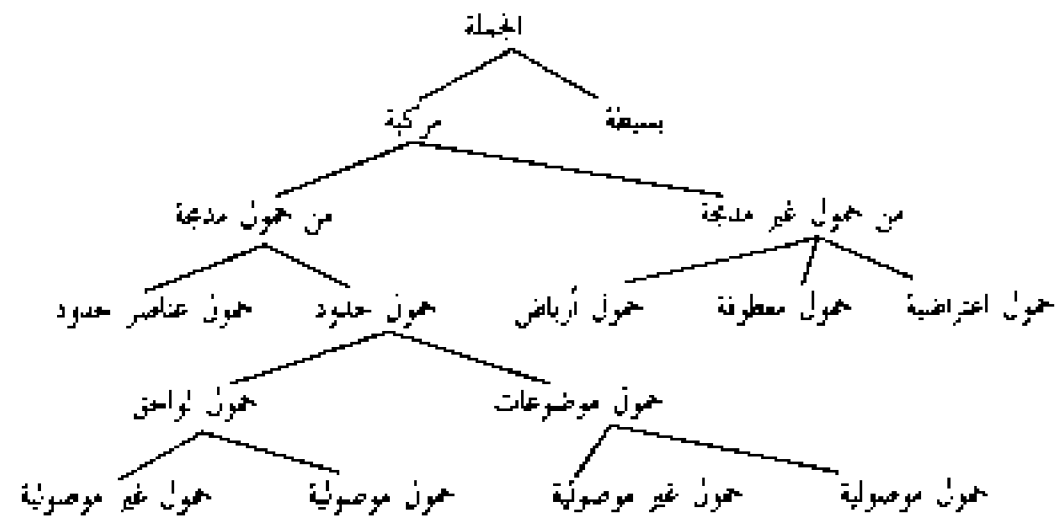 الجملة
بسيطة مركبة
من حمول غير مدمجة من حمول مدمجة
حمول اعتراضية حمول معطوفة حمول أرباض حمول حدود حمول عناصر حدود
حمول موضوعات حمول لواحق
حمول موصولية حمول غير موصولية حمول موصولية حمول غير موصولية